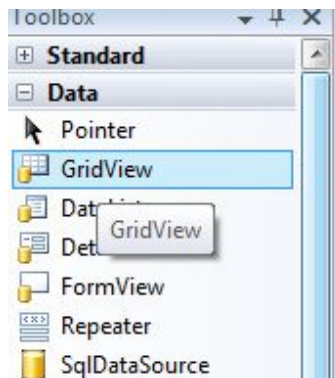 Toolbox
Standard
Data
Pointer
GridView
GridView
FormView
Repeater
SqlDataSource